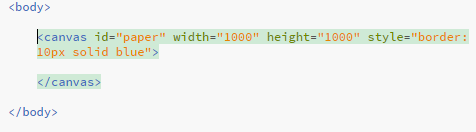 <body>
<canvas id="paper" width="1000" height="1000" style="border:
10px solid blue">
</canvas>
</body>